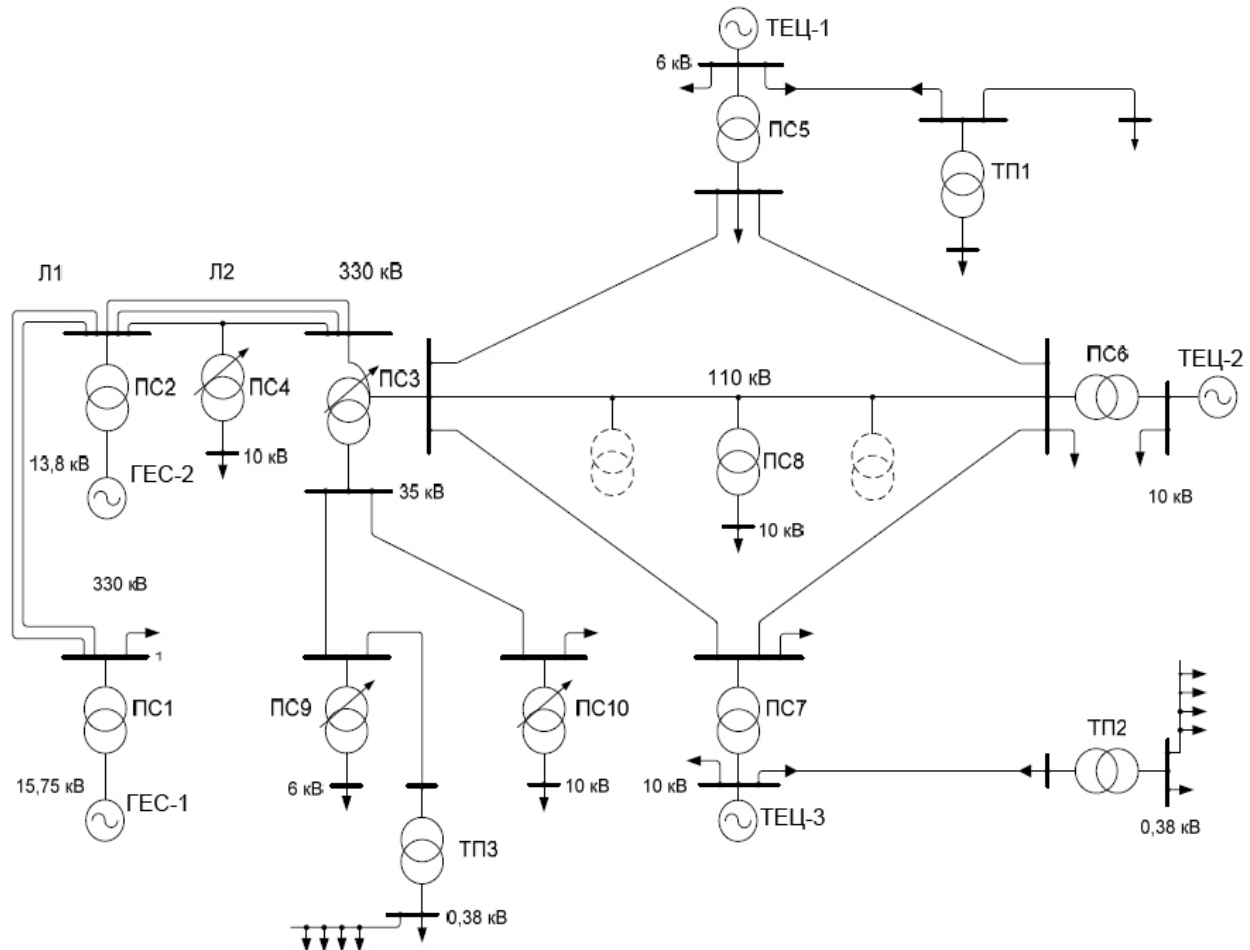 ТЕЦ-1
6 кВ
ПС5
ТП1
Л1
Л2
330 кВ
ПС2
ПС4
ПС3
110 кВ
ПС6
ТЕЦ-2
13,8 кВ
ГЕС-2
10 кВ
35 кВ
ПС8
10 кВ
10 кВ
330 кВ
1
ПС1
ПС9
ПС10
ПС7
ТП2
15,75 кВ
ГЕС-1
6 кВ
10 кВ
10 кВ
ТЕЦ-3
0,38 кВ
ТП3
0,38 кВ